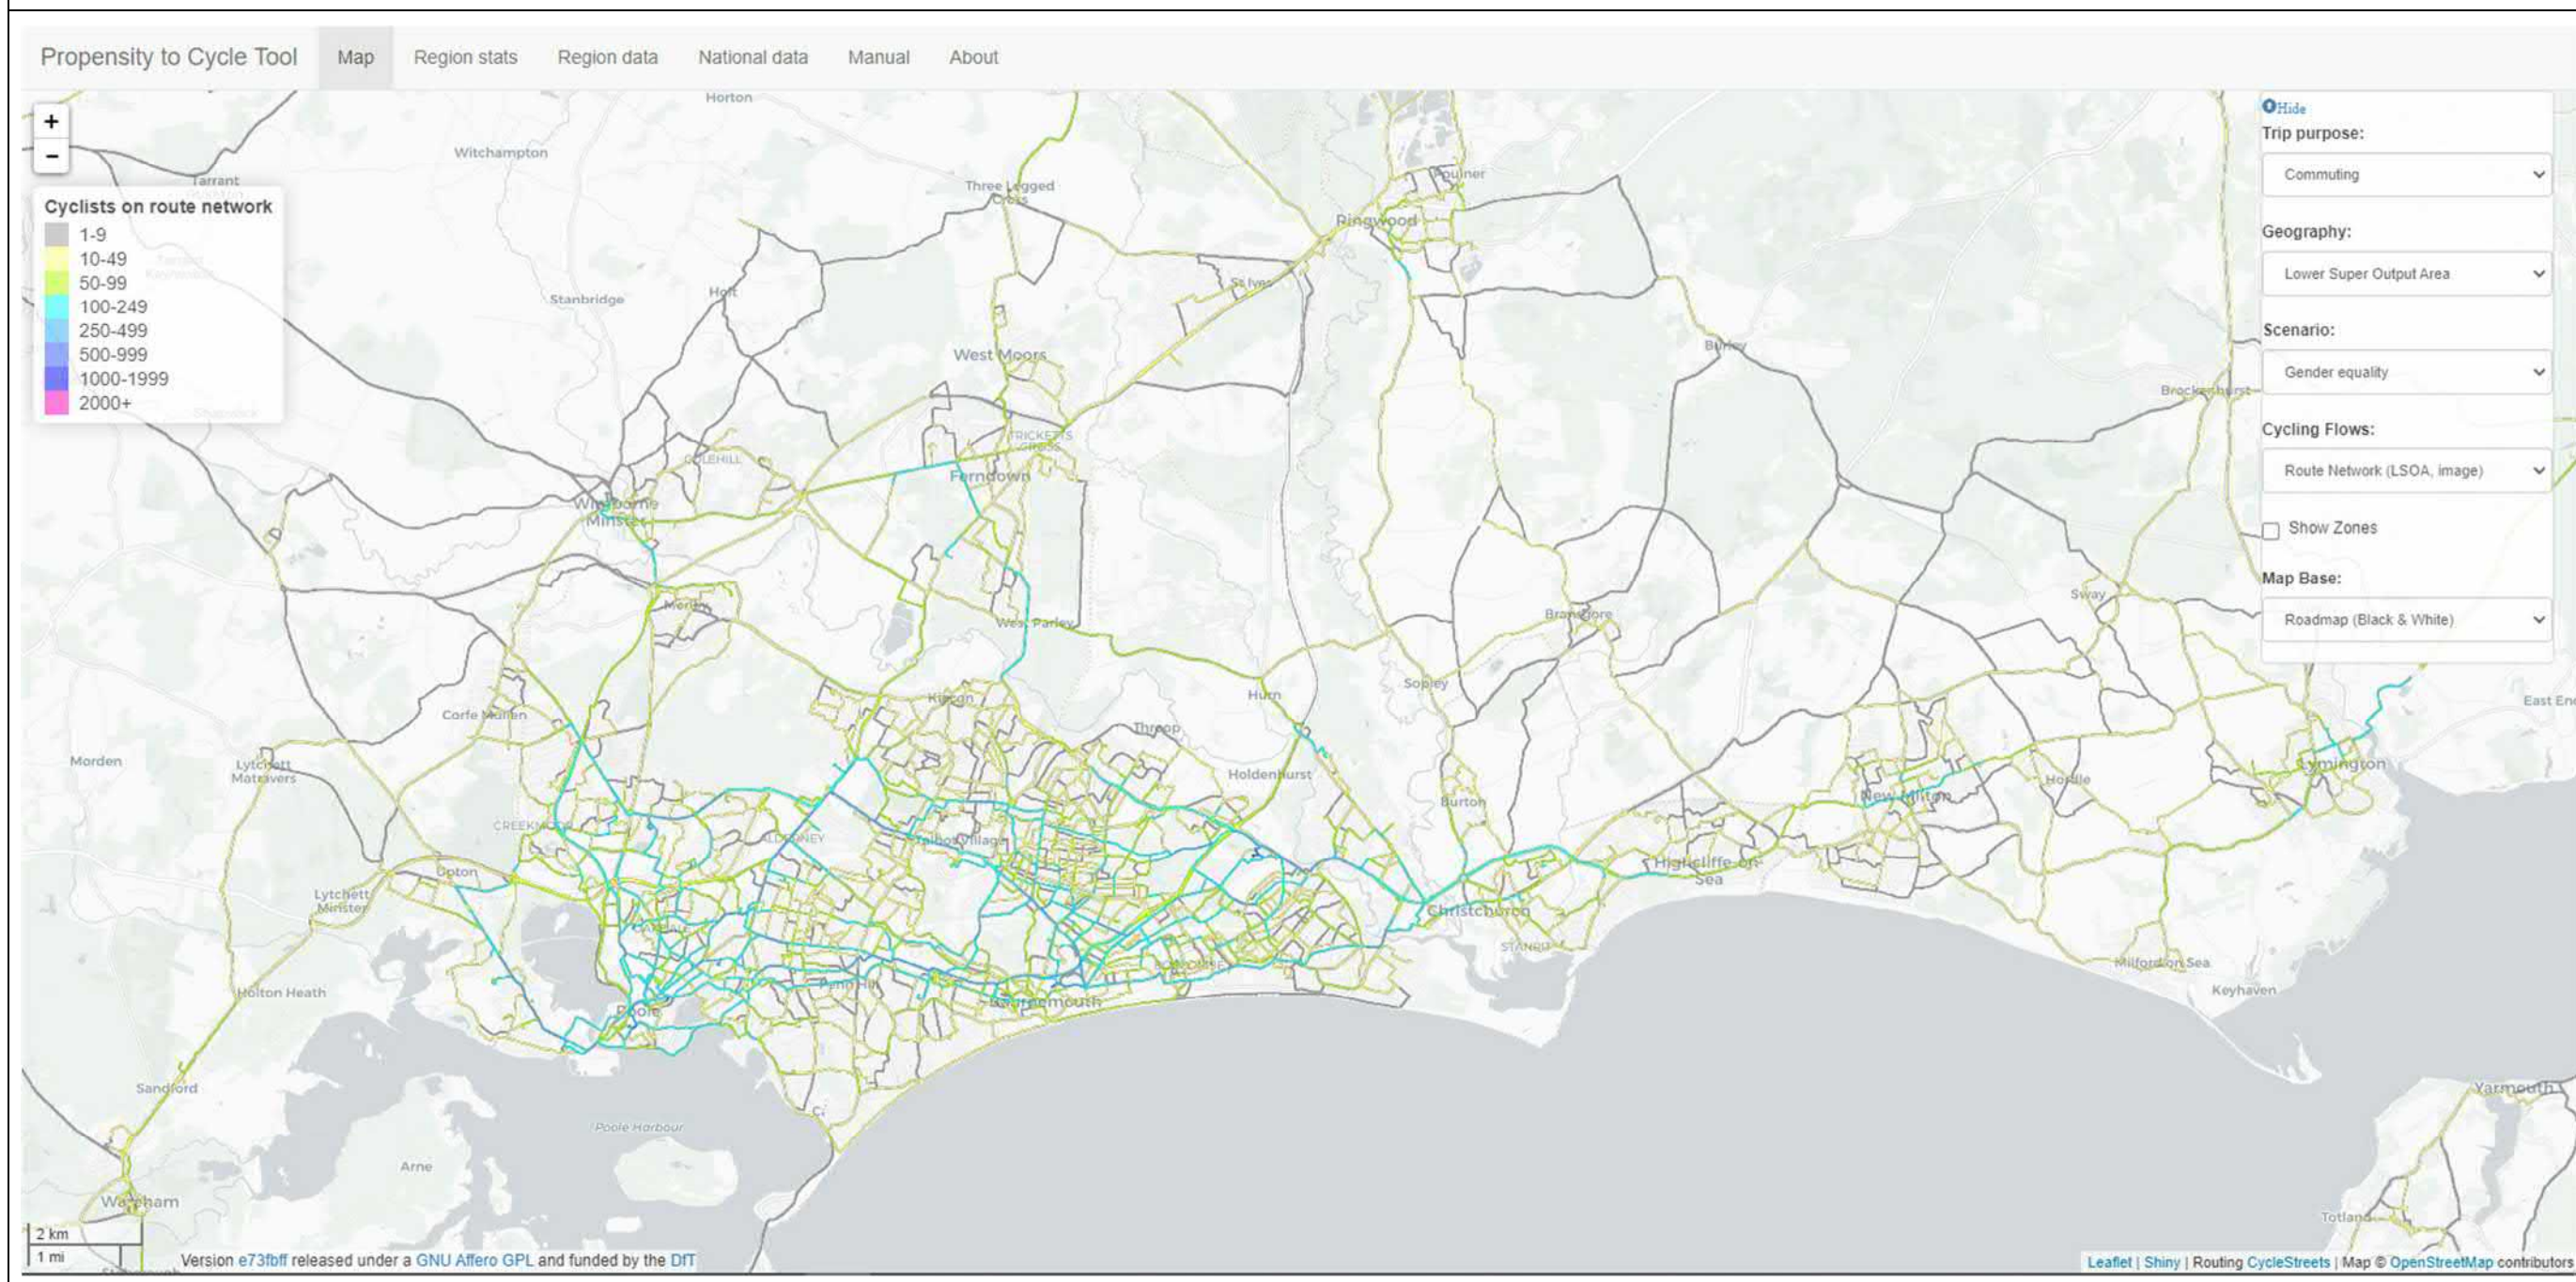 Propensity to Cycle Tool
Map
Region stats
Region data
National data
Manual
About
+
−
Cyclists on route network
1-9
10-49
50-99
100-249
250-499
500-999
1000-1999
2000+
Hide
Trip purpose:
Commuting
Geography:
Lower Super Output Area
Scenario:
Gender equality
Cycling Flows:
Route Network (LSOA, image)
Show Zones
Map Base:
Roadmap (Black & White)
Horton
Witchampton
Tarrant
Three Legged
Cross
Poulner
Ringwood
Stanbridge
Holt
St Ives
West Moors
Burley
Brockenhurst
TRICKETTS
CROSS
COLEHILL
Ferndown
Wimborne
Minster
Merley
West Parley
Bransgore
Sway
Kinson
Hurn
Sopley
East End
Corfe Mullen
Throop
Morden
Lytchett
Matravers
Holdenhurst
Lymington
Hordle
New Milton
Burton
CREEKMOOR
ALDERNEY
Talbot Village
Highcliffe-on-
Sea
Upton
Lytchett
Minster
Christchurch
OAKDALE
STANPIT
BOSCOMBE
Milford on Sea
Penn Hill
Keyhaven
Holton Heath
Bournemouth
Poole
Sandford
Yarmouth
Poole Harbour
Arne
Wareham
Totland
2 km
1 mi
Version e73fbff released under a GNU Affero GPL and funded by the DfT
Leaflet | Shiny | Routing CycleStreets | Map © OpenStreetMap contributors